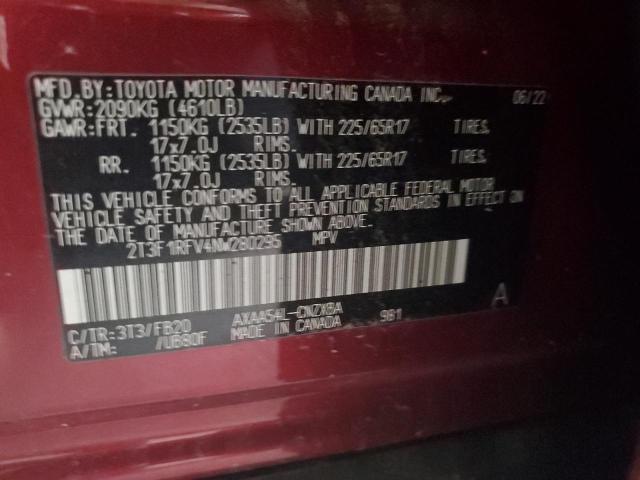 MFD.BY:TOYOTA MOTOR MANUFACTURING CANADA INC. 06/22
GVWR:2090KG (4610LB)
GAWR:FRT. 1150KG (2535LB) WITH 225/65R17 TIRES.
17x7.0J RIMS.
RR. 1150KG (2535LB) WITH 225/65R17 TIRES.
17x7.0J RIMS.
THIS VEHICLE CONFORMS TO ALL APPLICABLE FEDERAL MOTOR
VEHICLE SAFETY AND THEFT PREVENTION STANDARDS IN EFFECT ON
THE DATE OF MANUFACTURE SHOWN ABOVE.
2T3F1RFV4NW280295 MPV
C/TR:3T3/FB20 AXAA54L-CNZXBA 9B1 A
A/TM: /UB80F MADE IN CANADA